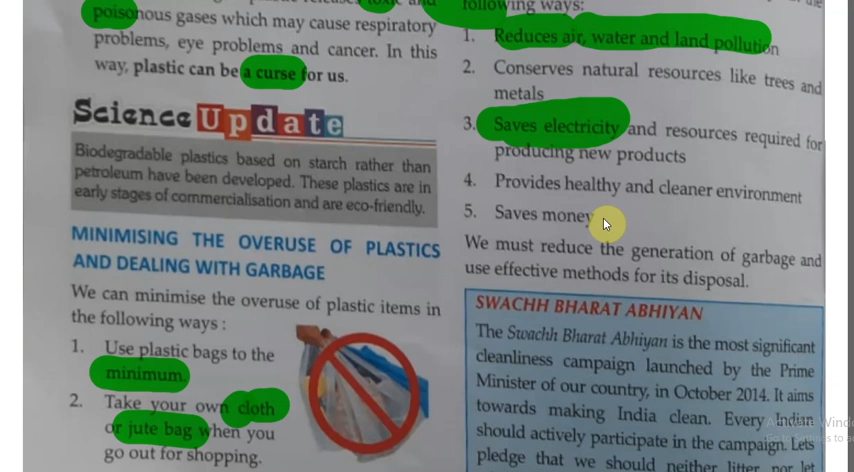 poisonous gases which may cause respiratory
problems, eye problems and cancer. In this
way, plastic can be a curse for us.
Science Update
Biodegradable plastics based on starch rather than
petroleum have been developed. These plastics are in
early stages of commercialisation and are eco-friendly.
MINIMISING THE OVERUSE OF PLASTICS
AND DEALING WITH GARBAGE
We can minimise the overuse of plastic items in
the following ways :
1. Use plastic bags to the
minimum.
2. Take your own cloth
or jute bag when you
go out for shopping.
following ways:
1. Reduces air, water and land pollution
2. Conserves natural resources like trees and
metals
3. Saves electricity and resources required for
producing new products
4. Provides healthy and cleaner environment
5. Saves money
We must reduce the generation of garbage and
use effective methods for its disposal.
SWACHH BHARAT ABHIYAN
The Swachh Bharat Abhiyan is the most significant
cleanliness campaign launched by the Prime
Minister of our country, in October 2014. It aims
towards making India clean. Every Indian
should actively participate in the campaign. Lets
pledge that we should neither litter nor let